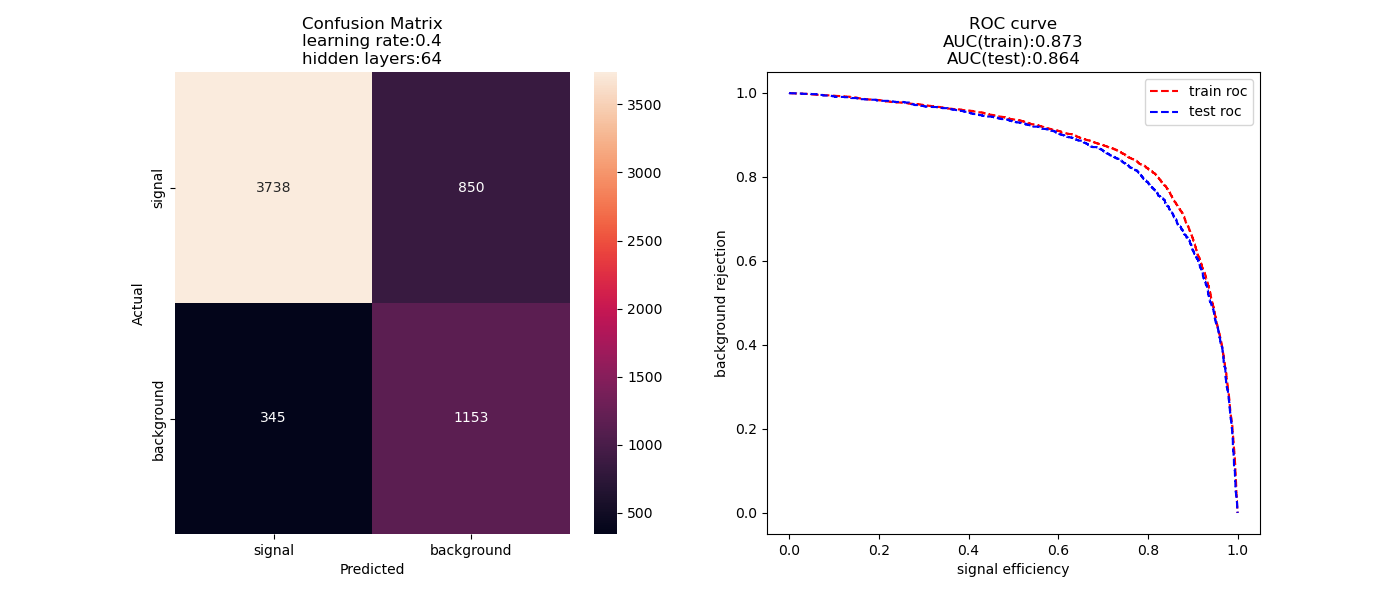 Confusion Matrix
learning rate:0.4
hidden layers:64
signal
background
Actual
3738
850
345
1153
signal
background
Predicted
3500
3000
2500
2000
1500
1000
500
ROC curve
AUC(train):0.873
AUC(test):0.864
train roc
test roc
background rejection
1.0
0.8
0.6
0.4
0.2
0.0
0.0
0.2
0.4
0.6
0.8
1.0
signal efficiency